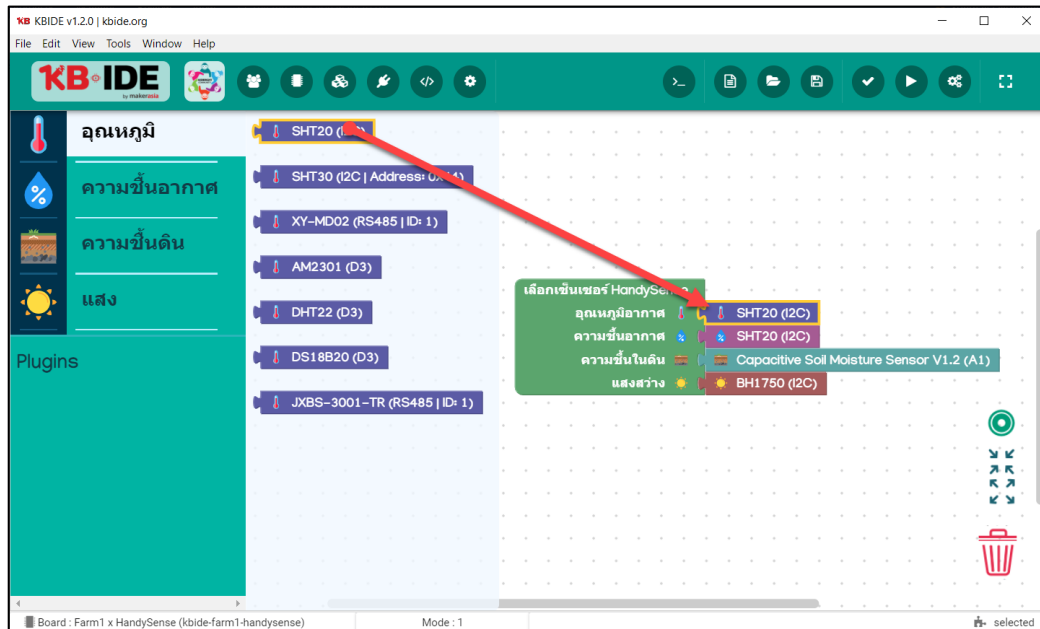 KB KBIDE v1.2.0 | kbide.org
File Edit View Tools Window Help
KB IDE
by makerasia
อุณหภูมิ
ความชื้นอากาศ
ความชื้นดิน
แสง
Plugins
SHT20
SHT30 (I2C | Address:
XY-MD02 (RS485 | ID: 1)
AM2301 (D3)
DHT22 (D3)
DS18B20 (D3)
JXBS-3001-TR (RS485 | ID: 1)
เลือกเซ็นเซอร์ HandySense
อุณหภูมิอากาศ SHT20 (I2C)
ความชื้นอากาศ SHT20 (I2C)
ความชื้นในดิน Capacitive Soil Moisture Sensor V1.2 (A1)
แสงสว่าง BH1750 (I2C)
Board : Farm1 x HandySense (kbide-farm1-handysense) Mode : 1 selected